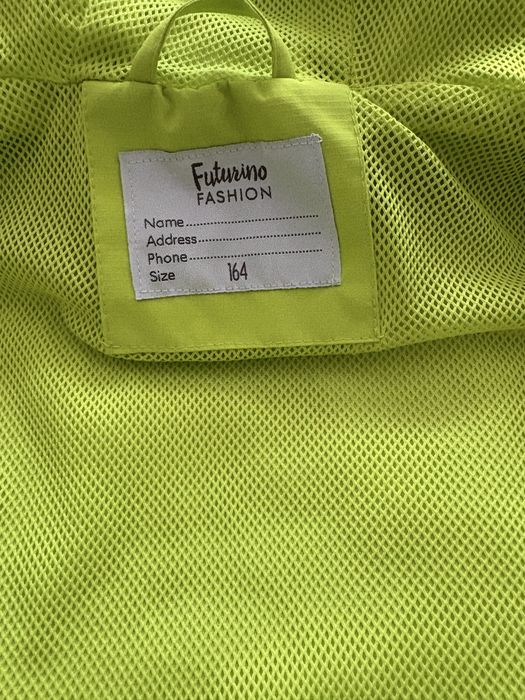 Futurino
FASHION
Name
Address
Phone
Size 164